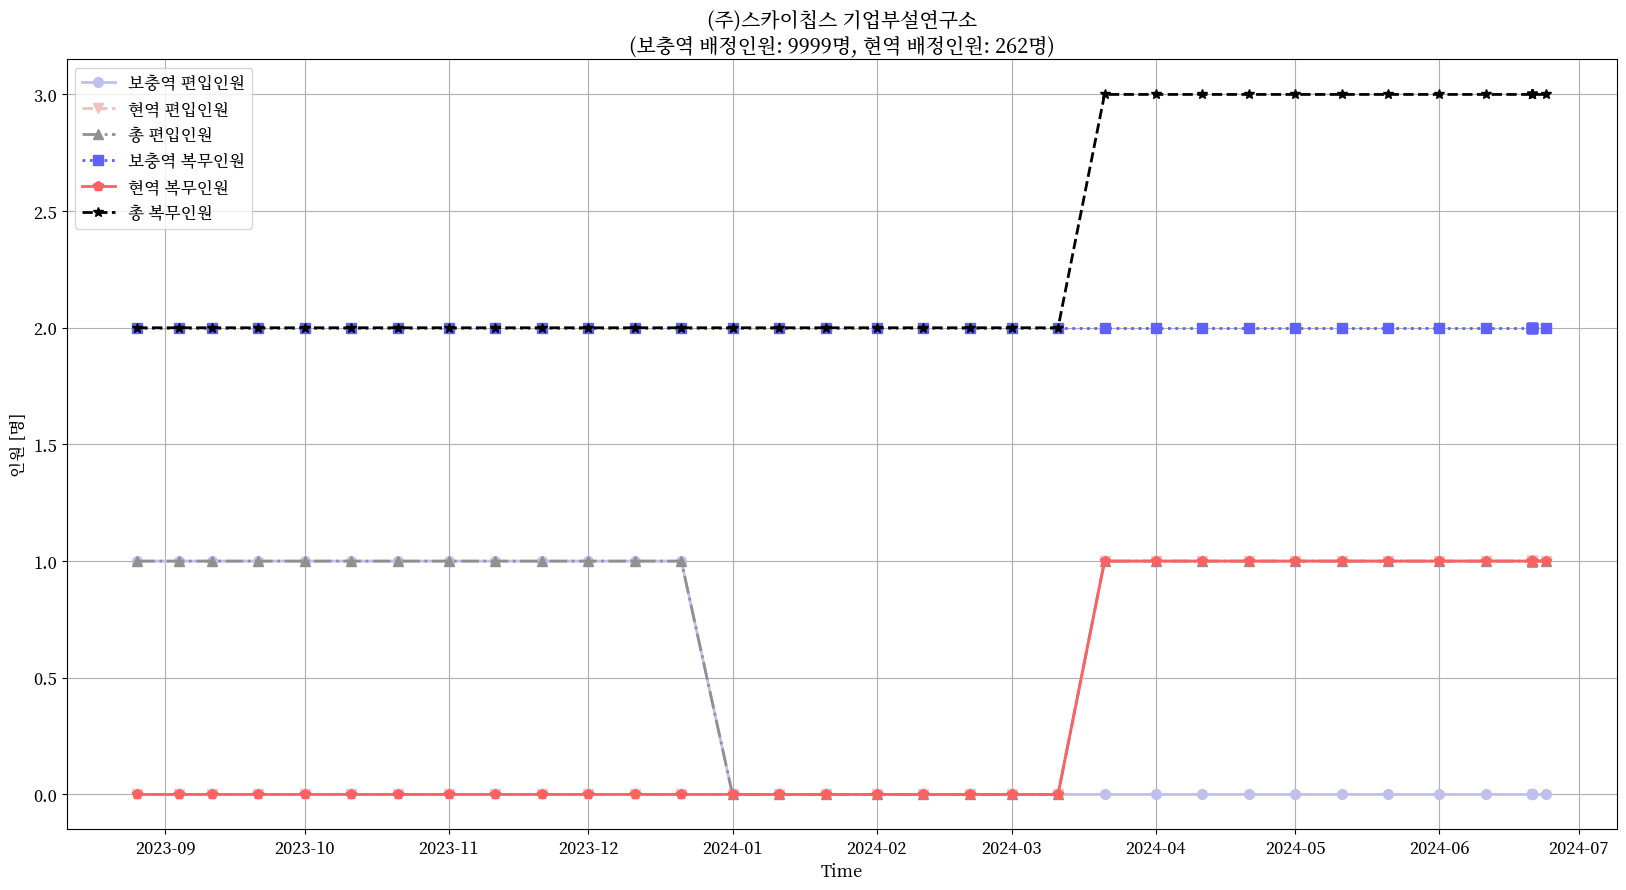 (주)스카이칩스 기업부설연구소
(보충역 배정인원: 9999명, 현역 배정인원: 262명)
보충역 편입인원
현역 편입인원
총 편입인원
보충역 복무인원
현역 복무인원
총 복무인원
3.0
2.5
2.0
1.5
1.0
0.5
0.0
인원 [명]
2023-09 2023-10 2023-11 2023-12 2024-01 2024-02 2024-03 2024-04 2024-05 2024-06 2024-07
Time